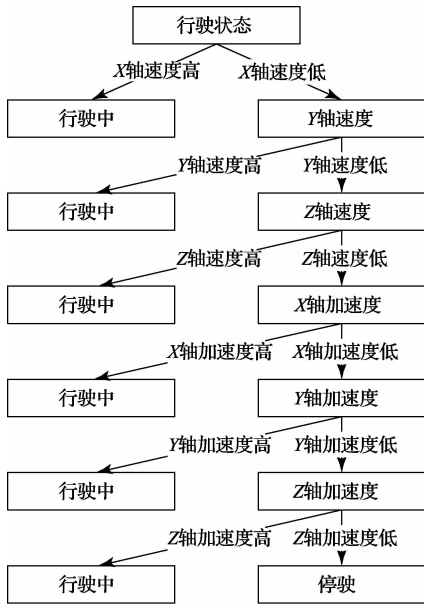 行驶状态
X轴速度高 X轴速度低
行驶中 Y轴速度
Y轴速度高 Y轴速度低
行驶中 Z轴速度
Z轴速度高 Z轴速度低
行驶中 X轴加速度
X轴加速度高 X轴加速度低
行驶中 Y轴加速度
Y轴加速度高 Y轴加速度低
行驶中 Z轴加速度
Z轴加速度高 Z轴加速度低
行驶中 停驶